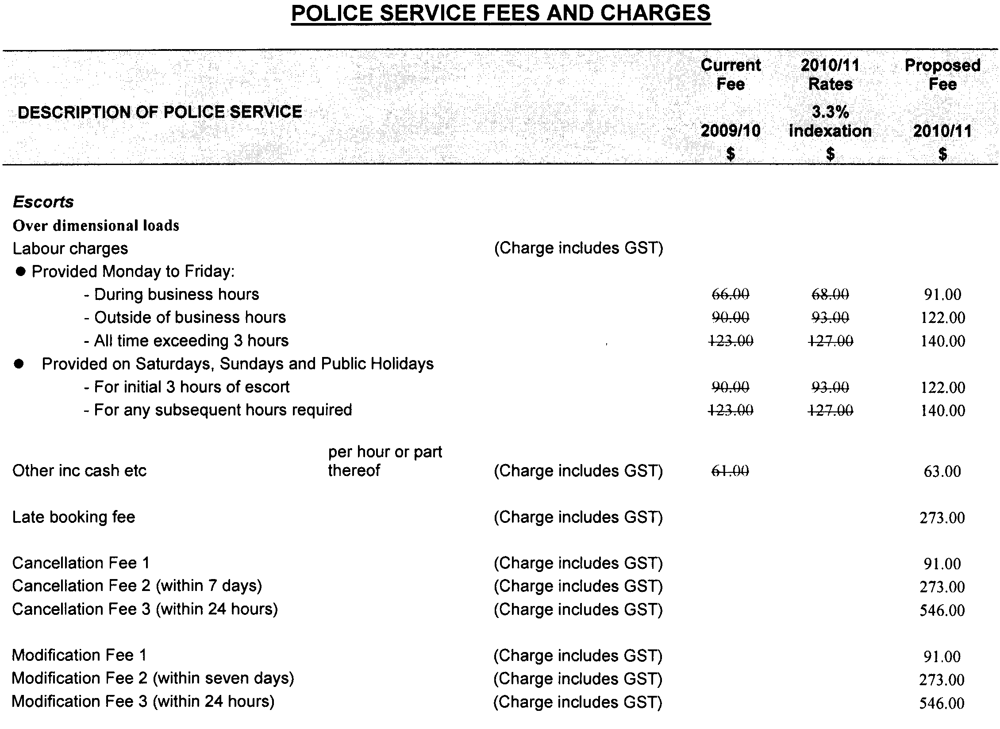 POLICE SERVICE FEES AND CHARGES
Current 2010/11 Proposed
Fee Rates Fee
DESCRIPTION OF POLICE SERVICE 3.3%
2009/10 indexation 2010/11
$ $ $
Escorts
Over dimensional loads
Labour charges (Charge includes GST)
● Provided Monday to Friday:
- During business hours 66.00 68.00 91.00
- Outside of business hours 90.00 93.00 122.00
- All time exceeding 3 hours 123.00 127.00 140.00
● Provided on Saturdays, Sundays and Public Holidays
- For initial 3 hours of escort 90.00 93.00 122.00
- For any subsequent hours required 123.00 127.00 140.00
per hour or part
Other inc cash etc thereof (Charge includes GST) 61.00 63.00
Late booking fee (Charge includes GST) 273.00
Cancellation Fee 1 (Charge includes GST) 91.00
Cancellation Fee 2 (within 7 days) (Charge includes GST) 273.00
Cancellation Fee 3 (within 24 hours) (Charge includes GST) 546.00
Modification Fee 1 (Charge includes GST) 91.00
Modification Fee 2 (within seven days) (Charge includes GST) 273.00
Modification Fee 3 (within 24 hours) (Charge includes GST) 546.00